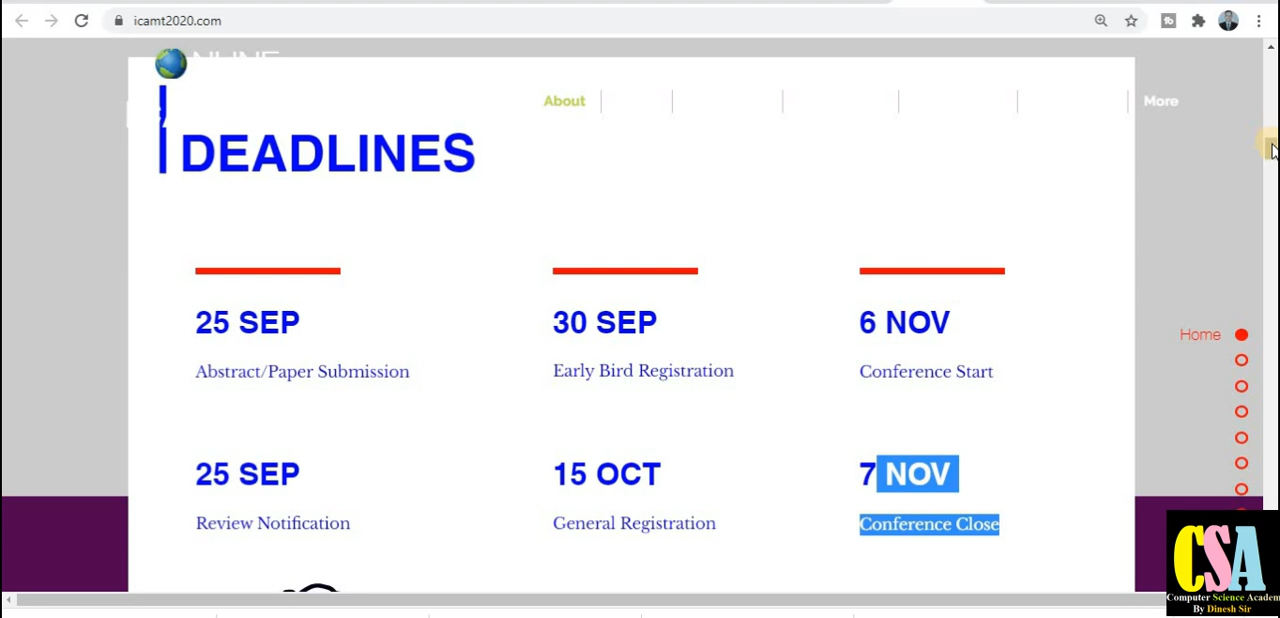 icamt2020.com
About
More
DEADLINES
25 SEP
30 SEP
6 NOV
Abstract/Paper Submission
Early Bird Registration
Conference Start
Home
25 SEP
15 OCT
7 NOV
Review Notification
General Registration
Conference Close
CSA
Computer Science Academ
By Dinesh Sir